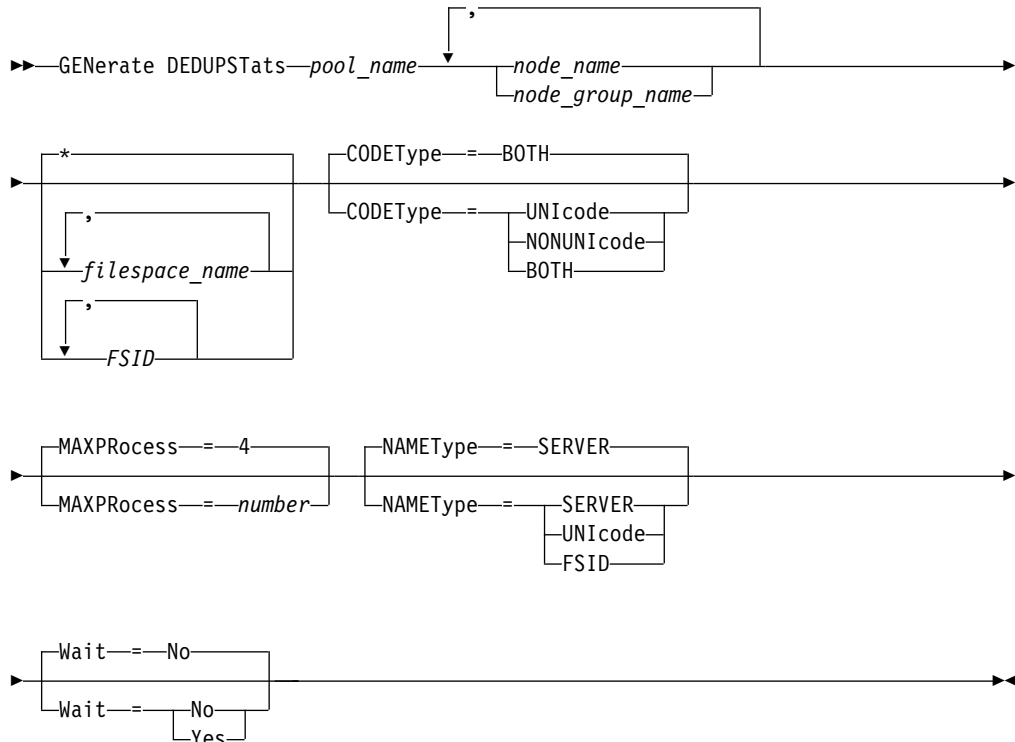 ,
GENerate DEDUPSTats pool_name node_name
node_group_name
* CODEType = BOTH
, CODEType = UNIcode
NONUNIcode
filespace_name BOTH
,
FSID
MAXPRocess = 4 NAMEType = SERVER
MAXPRocess = number NAMEType = SERVER
UNIcode
FSID
Wait = No
Wait = No
Yes